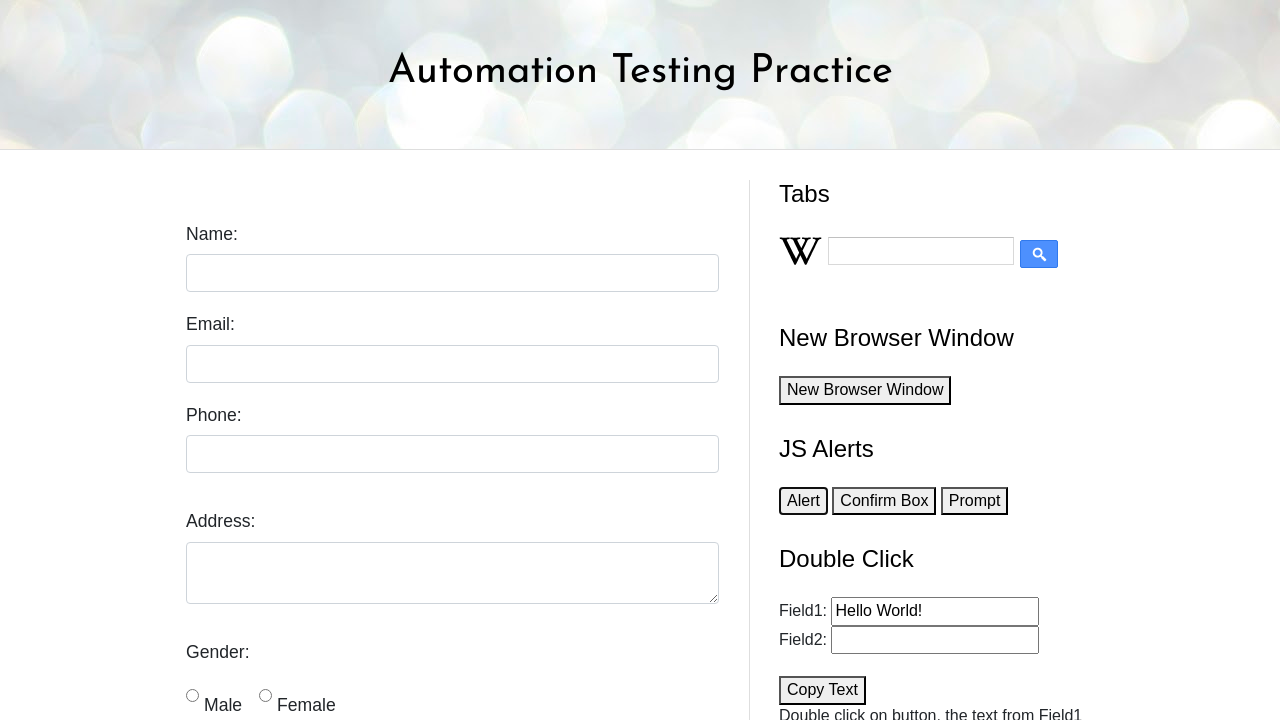 Automation Testing Practice
Name:
Email:
Phone:
Address:
Gender:
Male Female
Tabs
W
New Browser Window
New Browser Window
JS Alerts
Alert Confirm Box Prompt
Double Click
Field1: Hello World!
Field2:
Copy Text
Double click on button, the text from Field1